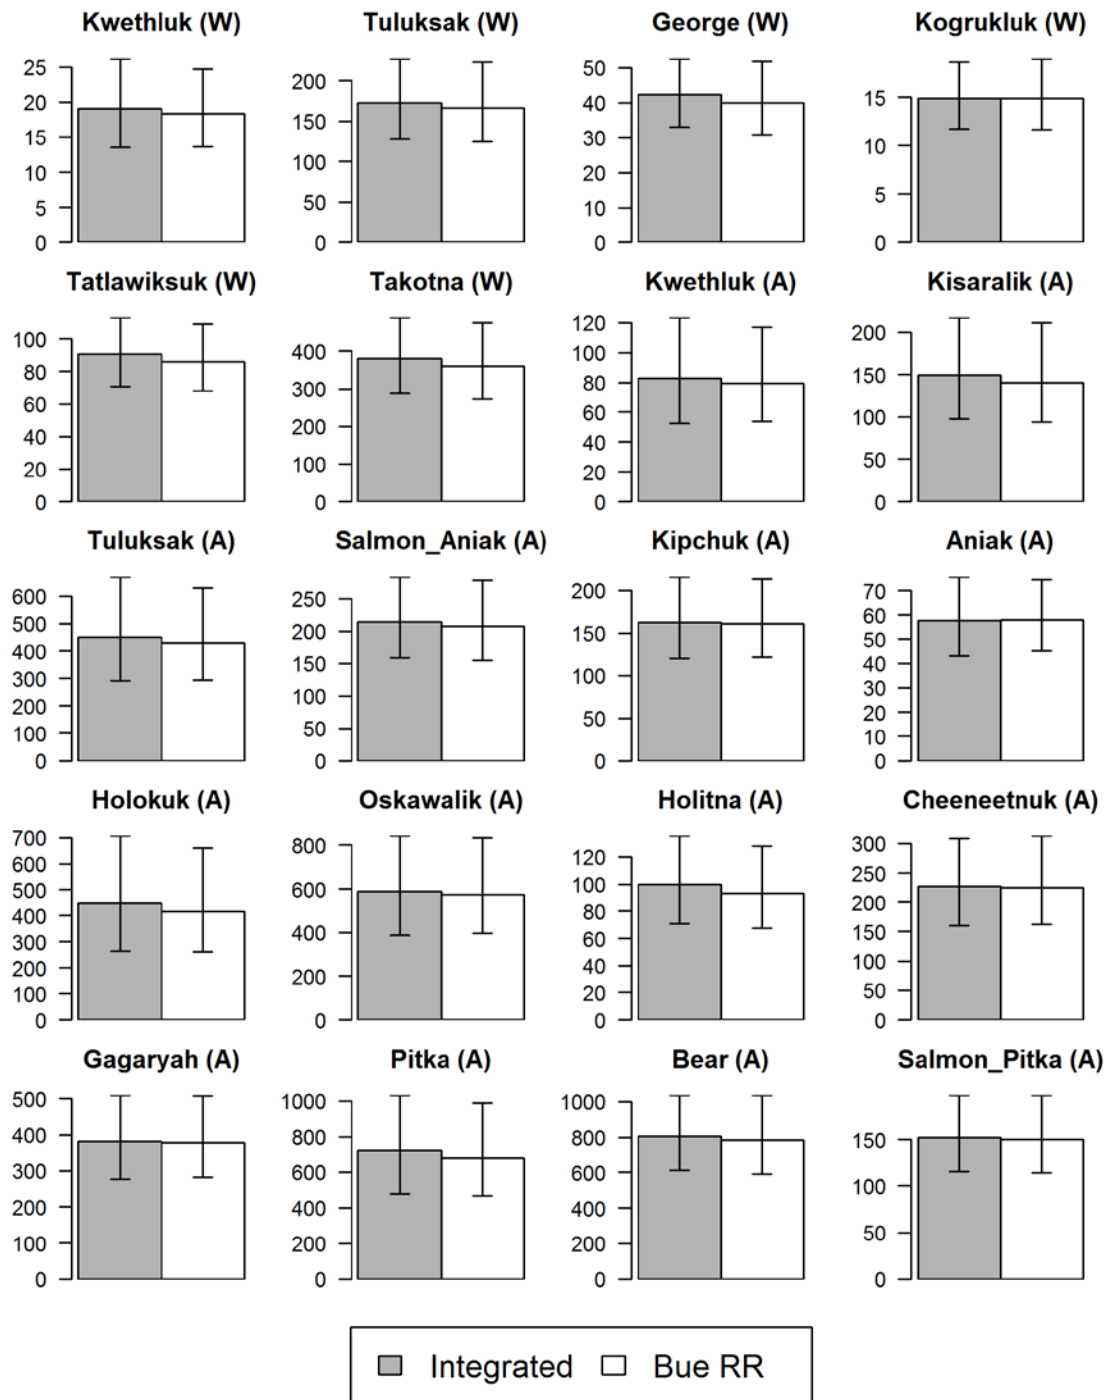 Kwethluk (W) Tuluksak (W) George (W) Kogrukluk (W)
25 20 15 10 5 0
200 150 100 50 0
50 40 30 20 10 0
15 10 5 0
Tatlawiksuk (W) Takotna (W) Kwethluk (A) Kisaralik (A)
100 80 60 40 20 0
400 300 200 100 0
120 100 80 60 40 20 0
200 150 100 50 0
Tuluksak (A) Salmon_Aniak (A) Kipchuk (A) Aniak (A)
600 500 400 300 200 100 0
250 200 150 100 50 0
200 150 100 50 0
70 60 50 40 30 20 10 0
Holokuk (A) Oskawalik (A) Holitna (A) Cheeneetnuk (A)
700 600 500 400 300 200 100 0
800 600 400 200 0
120 100 80 60 40 20 0
300 250 200 150 100 50 0
Gagaryah (A) Pitka (A) Bear (A) Salmon_Pitka (A)
500 400 300 200 100 0
1000 800 600 400 200 0
1000 800 600 400 200 0
150 100 50 0
Integrated Bue RR